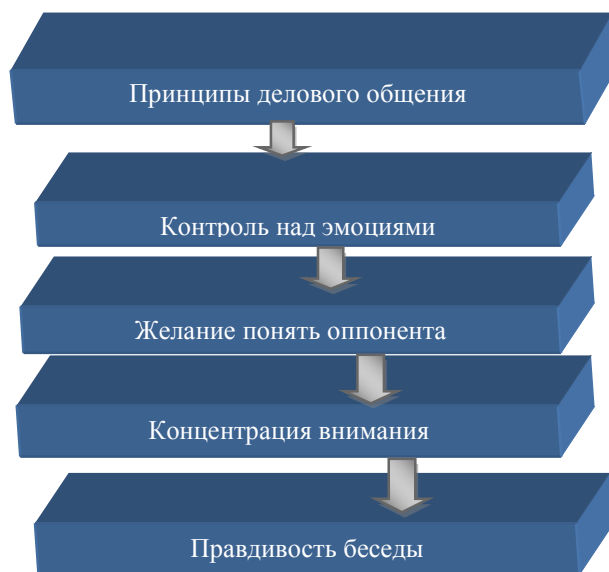 Принципы делового общения
Контроль над эмоциями
Желание понять оппонента
Концентрация внимания
Правдивость беседы